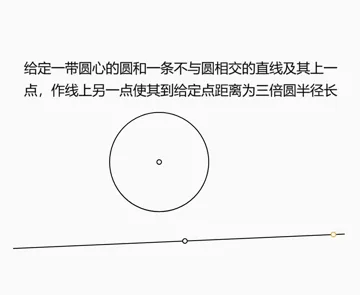 给定一带圆心的圆和一条不与圆相交的直线及其上一
点，作线上另一点使其到给定点距离为三倍圆半径长